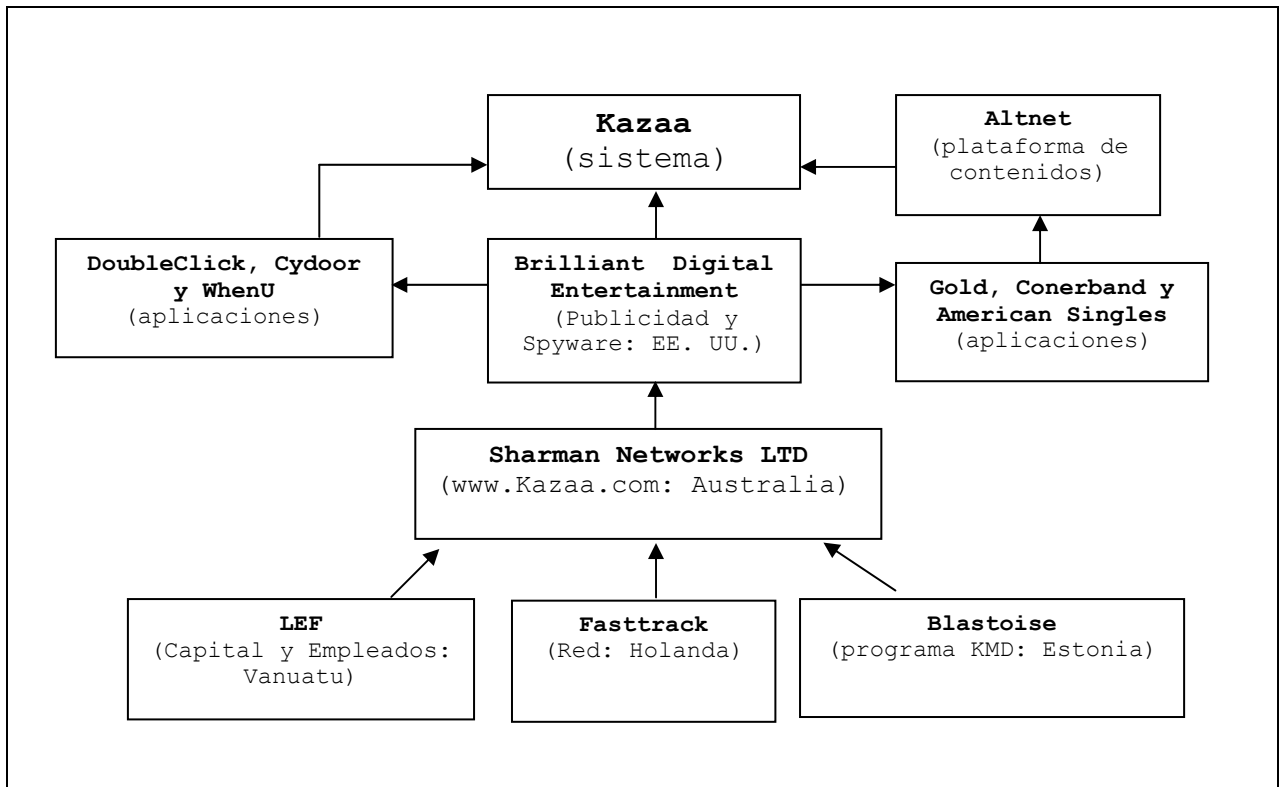 Kazaa
(sistema)
Altnet
(plataforma de
contenidos)
DoubleClick, Cydoor
y WhenU
(aplicaciones)
Brilliant Digital
Entertainment
(Publicidad y
Spyware: EE. UU.)
Gold, Conerband y
American Singles
(aplicaciones)
Sharman Networks LTD
(www.Kazaa.com: Australia)
LEF
(Capital y Empleados:
Vanuatu)
Fasttrack
(Red: Holanda)
Blastoise
(programa KMD: Estonia)